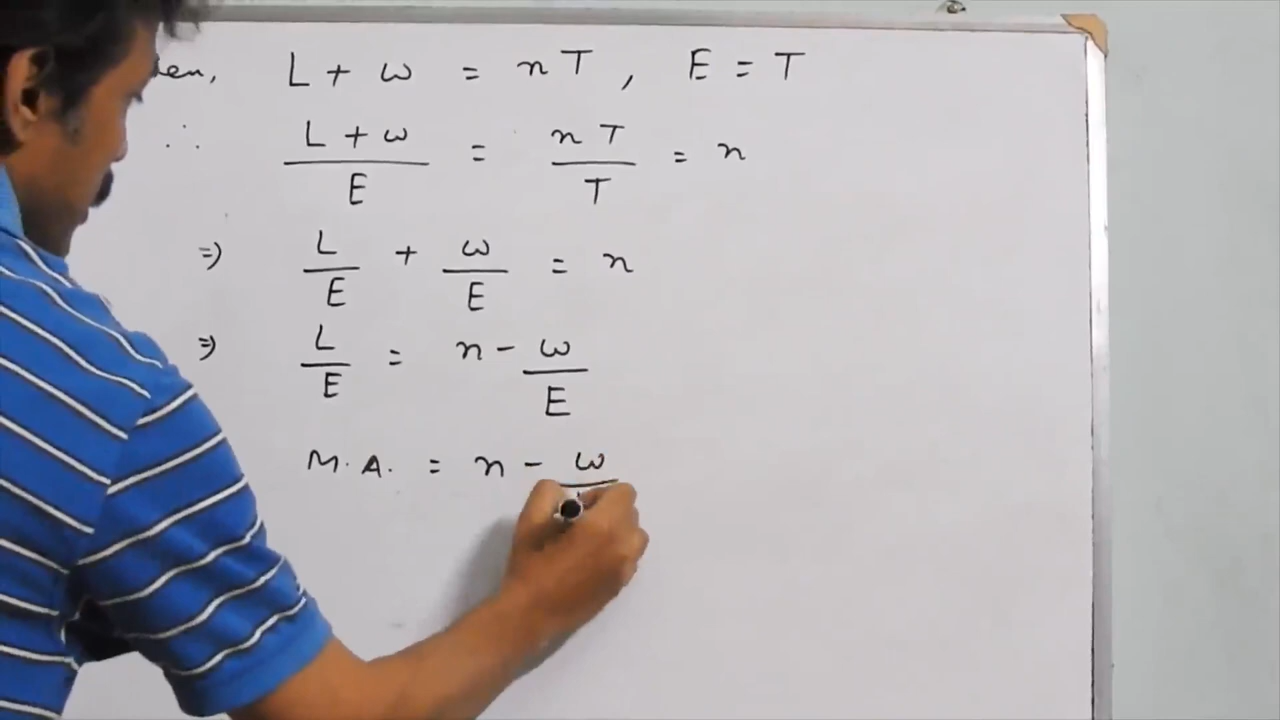 L + w = nT, E = T
∴ (L + w)/E = nT/T = n
⇒ L/E + w/E = n
⇒ L/E = n - w/E
M.A. = n - w